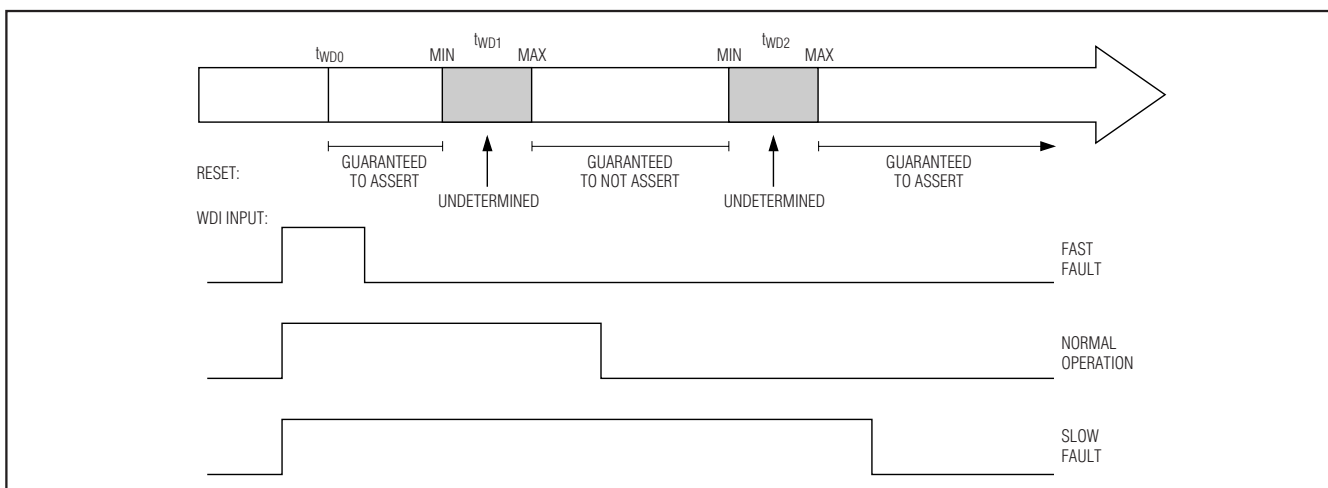 tWD0
MIN tWD1 MAX
MIN tWD2 MAX
RESET:
GUARANTEED
TO ASSERT
UNDETERMINED
GUARANTEED
TO NOT ASSERT
UNDETERMINED
GUARANTEED
TO ASSERT
WDI INPUT:
FAST
FAULT
NORMAL
OPERATION
SLOW
FAULT